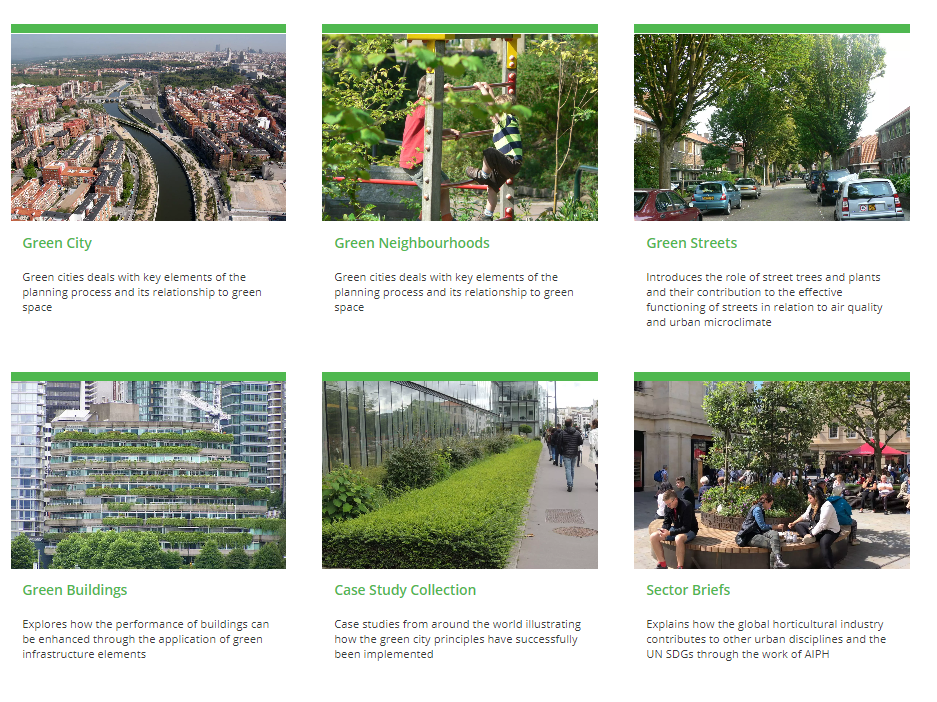 Green City
Green cities deals with key elements of the
planning process and its relationship to green
space
Green Neighbourhoods
Green cities deals with key elements of the
planning process and its relationship to green
space
Green Streets
Introduces the role of street trees and plants
and their contribution to the effective
functioning of streets in relation to air quality
and urban microclimate
Green Buildings
Explores how the performance of buildings can
be enhanced through the application of green
infrastructure elements
Case Study Collection
Case studies from around the world illustrating
how the green city principles have successfully
been implemented
Sector Briefs
Explains how the global horticultural industry
contributes to other urban disciplines and the
UN SDGs through the work of AIPH